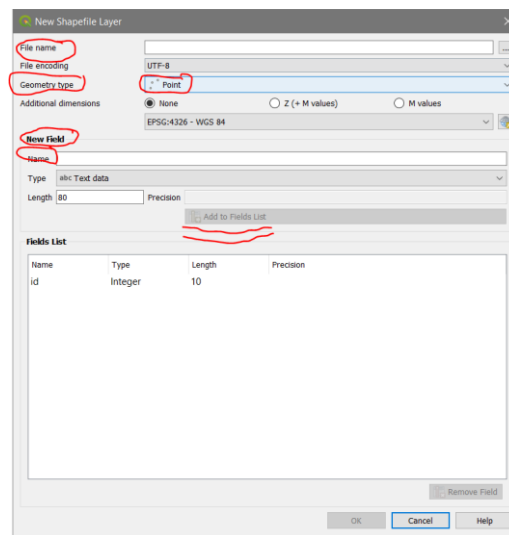 New Shapefile Layer
File name
...
File encoding UTF-8
Geometry type Point
Additional dimensions None Z (+ M values) M values
EPSG:4326 - WGS 84
New Field
Name
Type abc Text data
Length 80 Precision
Add to Fields List
Fields List
Name Type Length Precision
id Integer 10
Remove Field
OK Cancel Help